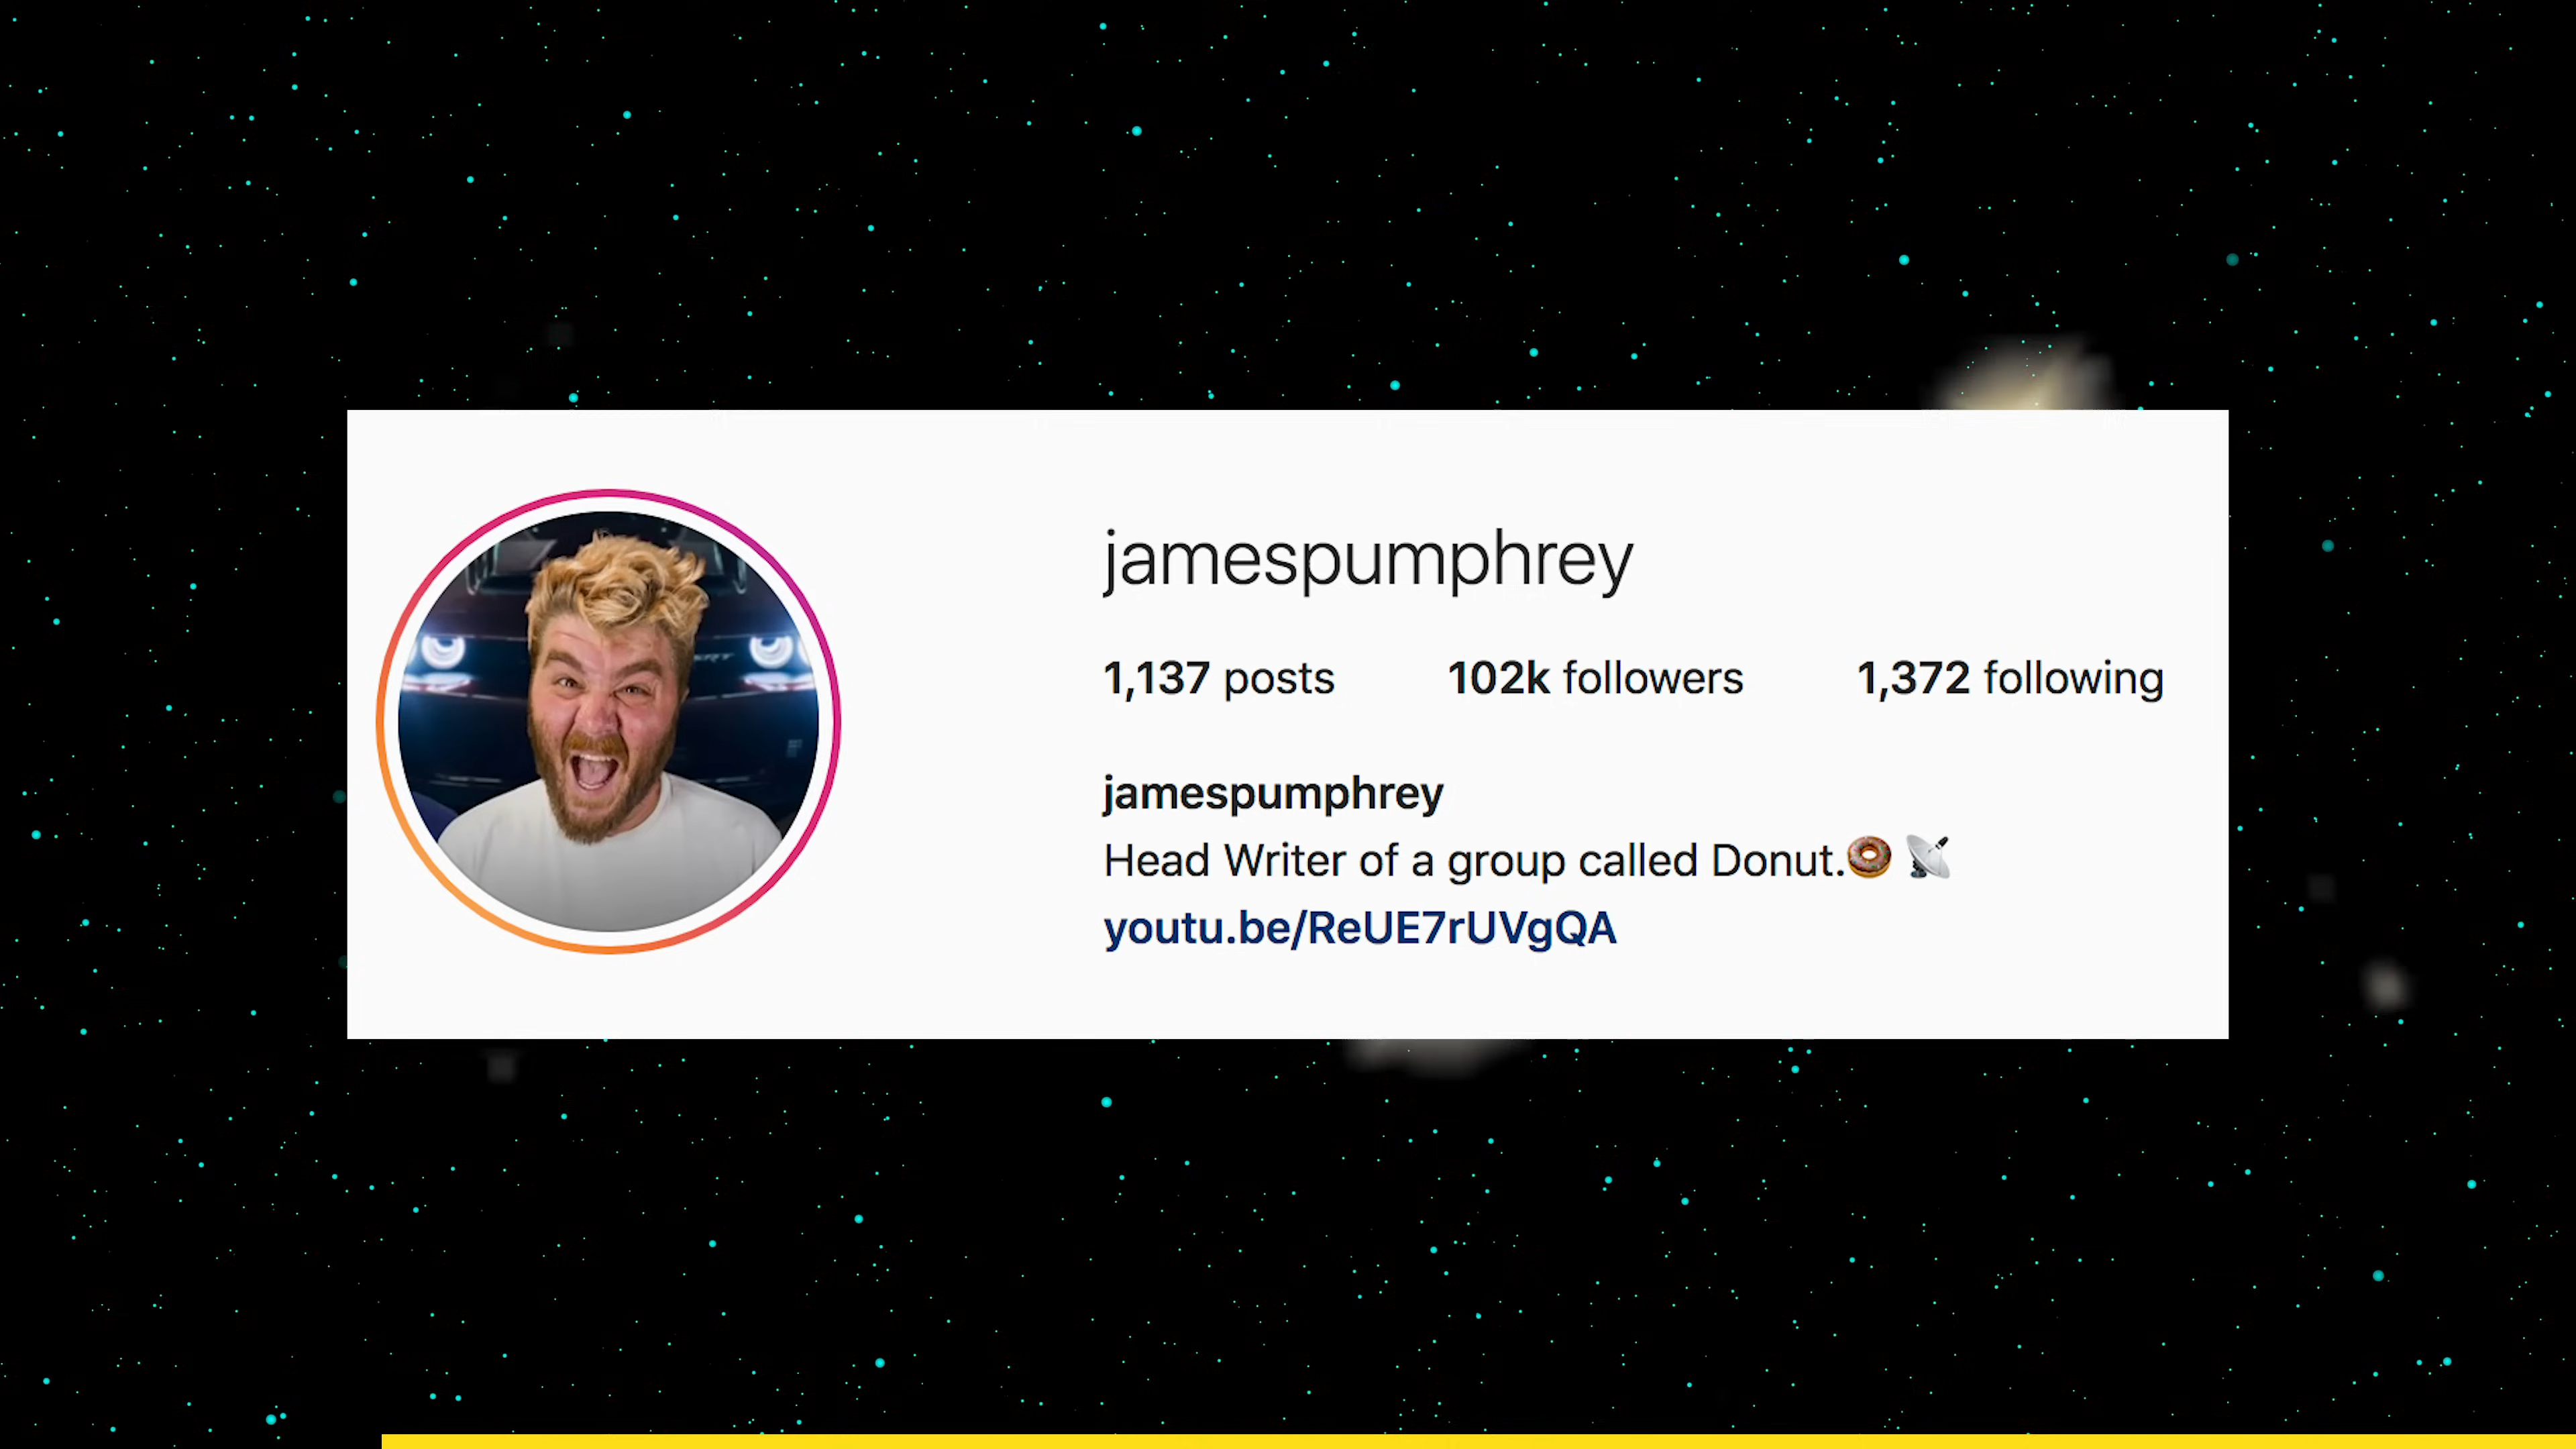 jamespumphrey
1,137 posts 102k followers 1,372 following
jamespumphrey
Head Writer of a group called Donut.🍩 📡
youtu.be/ReUE7rUVgQA